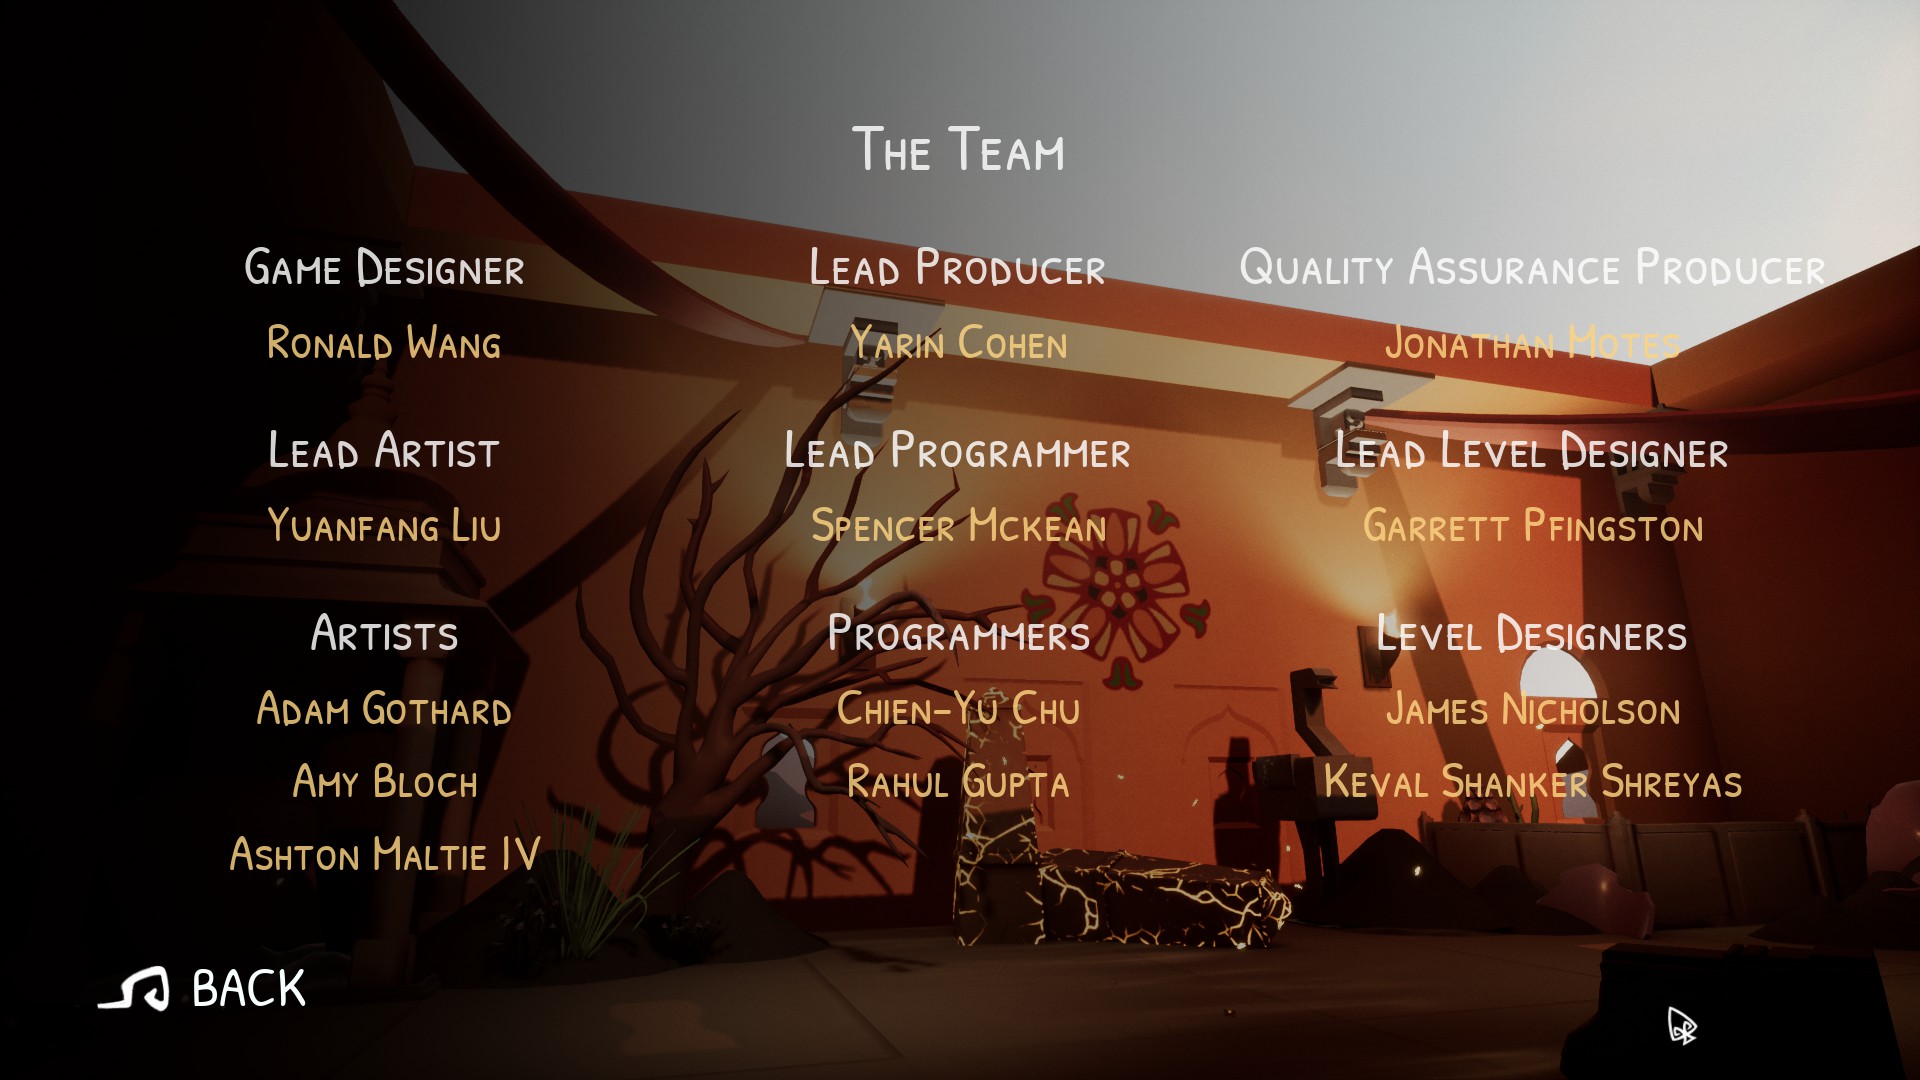 The Team
Game Designer
Ronald Wang
Lead Producer
Yarin Cohen
Quality Assurance Producer
Jonathan Motes
Lead Artist
Yuanfang Liu
Lead Programmer
Spencer Mckean
Lead Level Designer
Garrett Pfingston
Artists
Adam Gothard
Amy Bloch
Ashton Maltie IV
Programmers
Chien-Yu Chu
Rahul Gupta
Level Designers
James Nicholson
Keval Shanker Shreyas
BACK